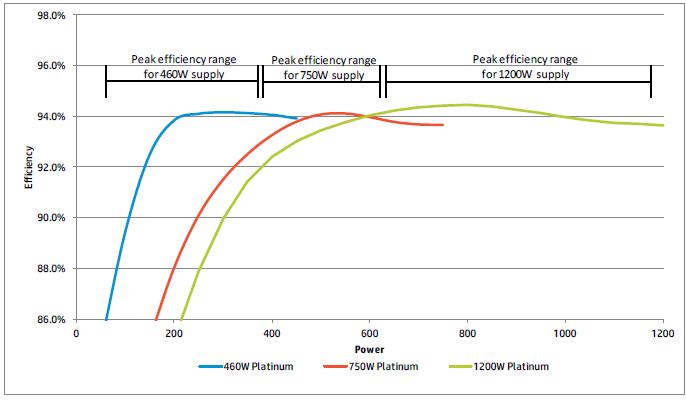 98.0%
96.0%
94.0%
92.0%
90.0%
88.0%
86.0%
Efficiency
Peak efficiency range
for 460W supply
Peak efficiency range
for 750W supply
Peak efficiency range
for 1200W supply
0 200 400 600 800 1000 1200
Power
460W Platinum 750W Platinum 1200W Platinum